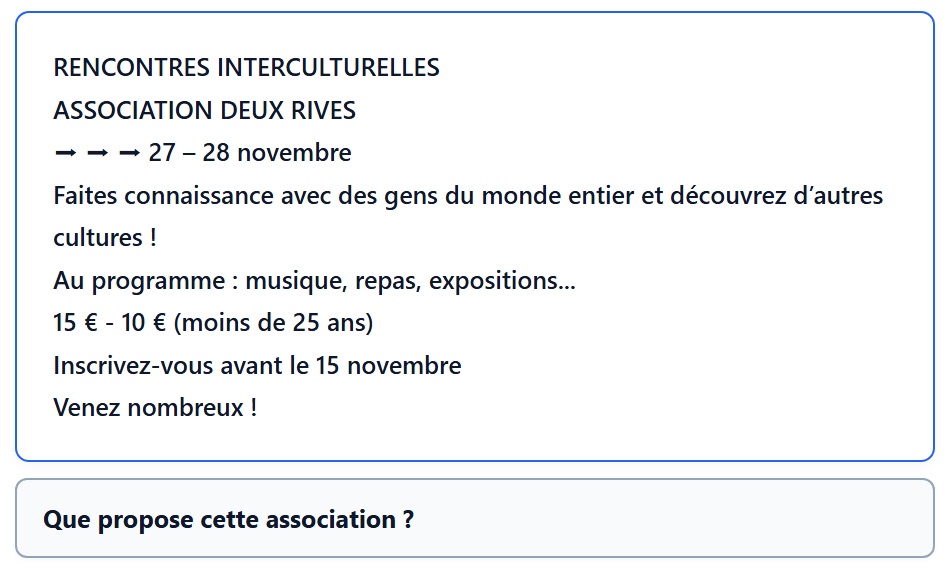 RENCONTRES INTERCULTURELLES
ASSOCIATION DEUX RIVES
➞ ➞ ➞ 27 – 28 novembre
Faites connaissance avec des gens du monde entier et découvrez d’autres
cultures !
Au programme : musique, repas, expositions...
15 € - 10 € (moins de 25 ans)
Inscrivez-vous avant le 15 novembre
Venez nombreux !
Que propose cette association ?